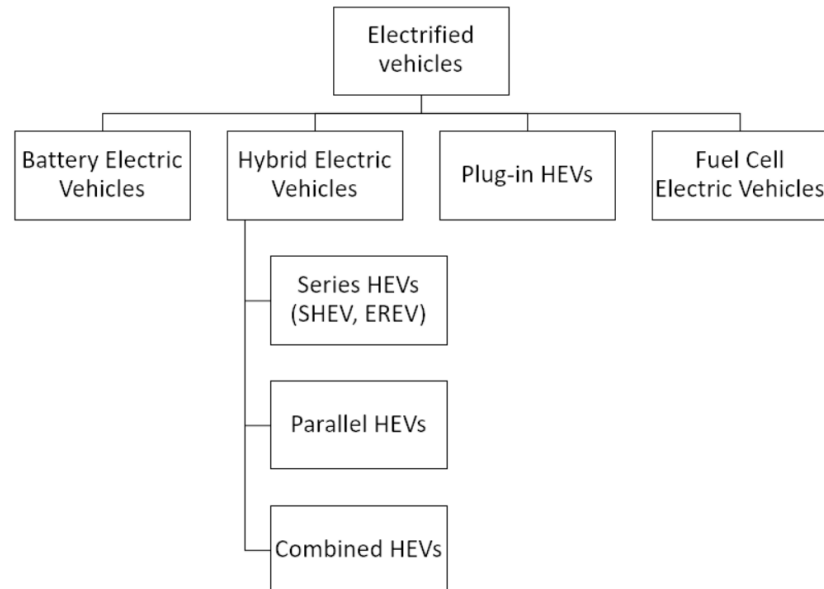 Electrified
vehicles
Battery Electric
Vehicles
Hybrid Electric
Vehicles
Plug-in HEVs
Fuel Cell
Electric Vehicles
Series HEVs
(SHEV, EREV)
Parallel HEVs
Combined HEVs